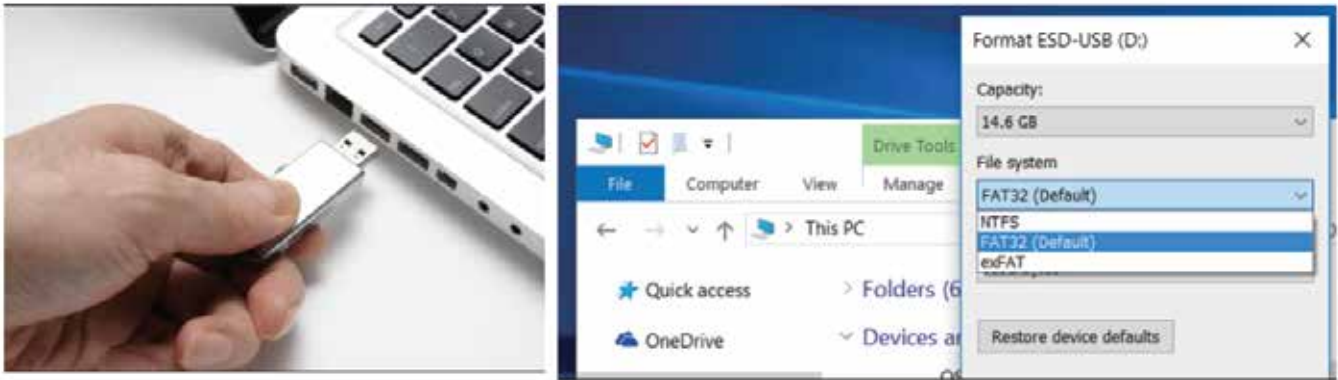 Format ESD-USB (D:)
Capacity:
14.6 GB
File system
FAT32 (Default)
NTFS
FAT32 (Default)
exFAT
Restore device defaults
Drive Tools
File Computer View Manage
This PC
Quick access
Folders (6
OneDrive
Devices ar